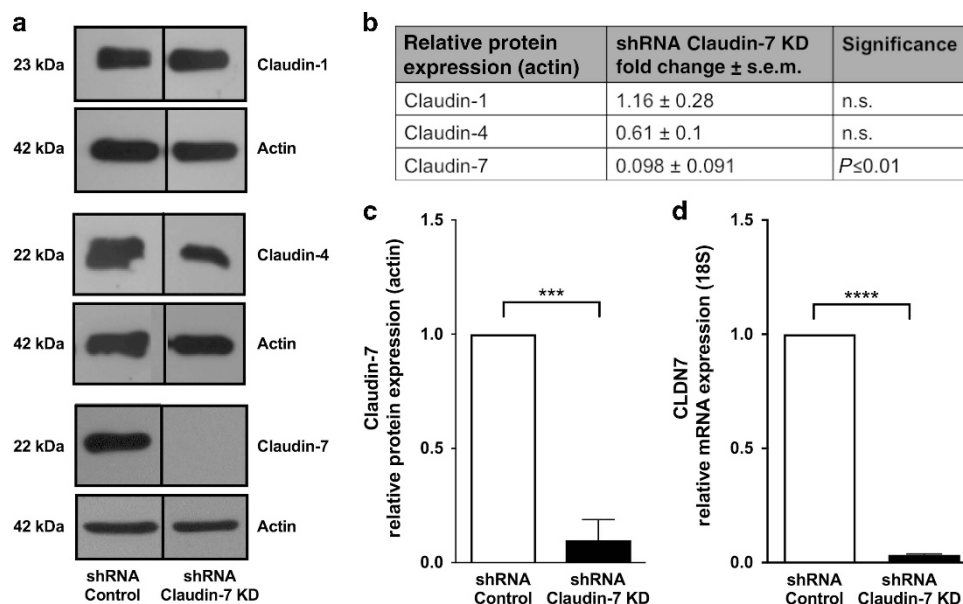 a
23 kDa
Claudin-1
42 kDa
Actin
22 kDa
Claudin-4
42 kDa
Actin
22 kDa
Claudin-7
42 kDa
Actin
shRNA
Control
shRNA
Claudin-7 KD
b
Relative protein
expression (actin)
shRNA Claudin-7 KD
fold change ± s.e.m.
Significance
Claudin-1
1.16 ± 0.28
n.s.
Claudin-4
0.61 ± 0.1
n.s.
Claudin-7
0.098 ± 0.091
P≤0.01
c
Claudin-7
relative protein expression (actin)
1.5
1.0
0.5
0.0
***
shRNA
Control
shRNA
Claudin-7 KD
d
CLDN7
relative mRNA expression (18S)
1.5
1.0
0.5
0.0
****
shRNA
Control
shRNA
Claudin-7 KD